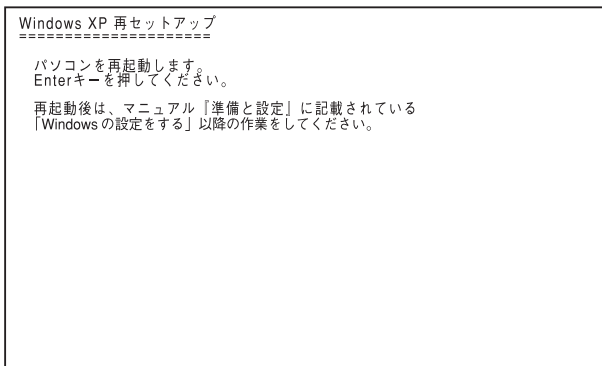 Windows XP 再セットアップ
=====================
パソコンを再起動します。
Enterキーを押してください。
再起動後は、マニュアル『準備と設定』に記載されている
「Windowsの設定をする」以降の作業をしてください。